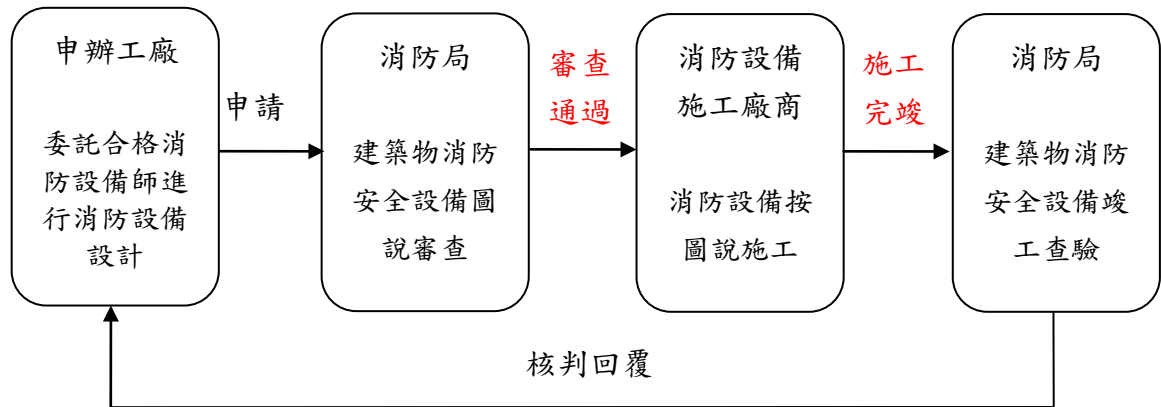 申辦工廠
委託合格消
防設備師進
行消防設備
設計
申請
消防局
建築物消防
安全設備圖
說審查
審查
通過
消防設備
施工廠商
消防設備按
圖說施工
施工
完竣
消防局
建築物消防
安全設備竣
工查驗
核判回覆